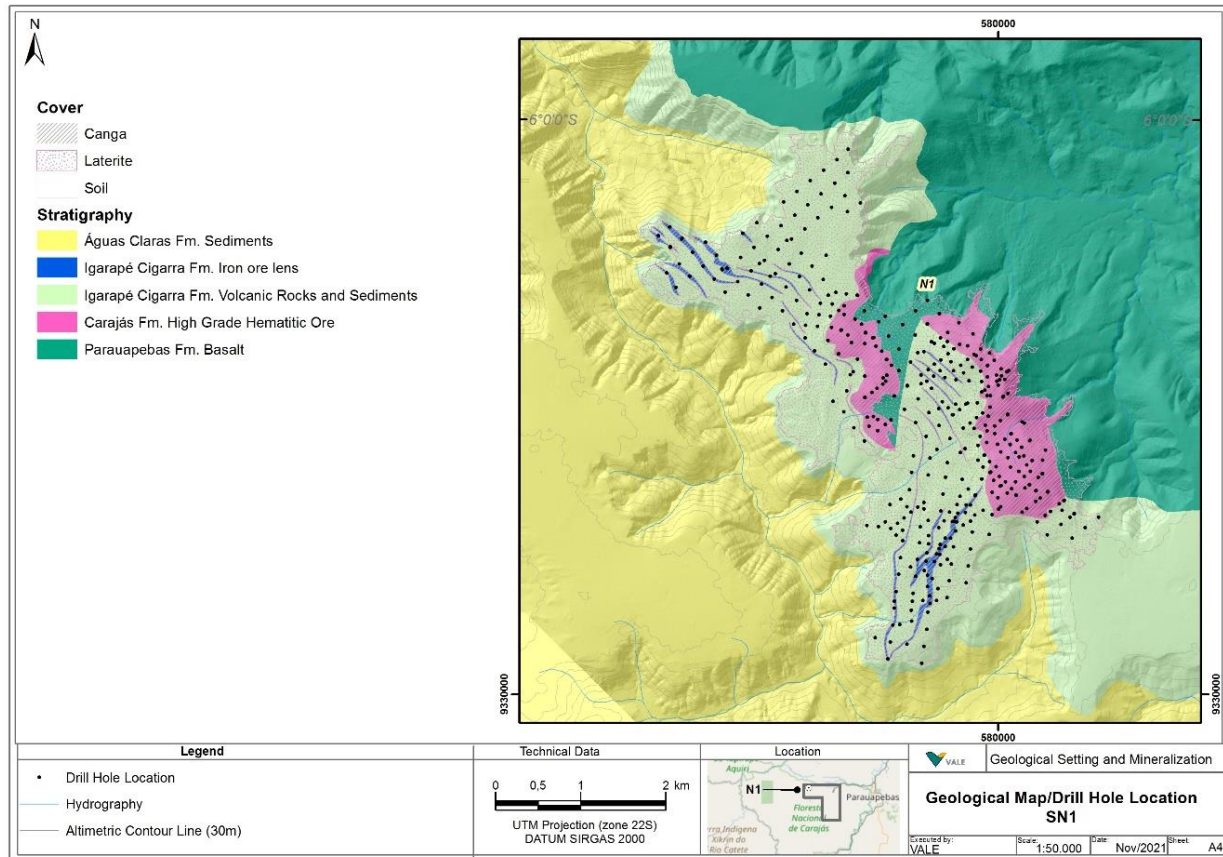 N
Cover
Canga
Laterite
Soil
Stratigraphy
Águas Claras Fm. Sediments
Igarapé Cigarra Fm. Iron ore lens
Igarapé Cigarra Fm. Volcanic Rocks and Sediments
Carajás Fm. High Grade Hematitic Ore
Parauapebas Fm. Basalt
580000
6°0'0"S
6°0'0"S
N1
9330000
9330000
580000
Legend
Drill Hole Location
Hydrography
Altimetric Contour Line (30m)
Technical Data
0 0,5 1 2 km
UTM Projection (zone 22S)
DATUM SIRGAS 2000
Location
Aquiri
N1
Parauapebas
Floresta
Nacional
de Carajás
Xikrin do
Rio Catete
VALE
Geological Setting and Mineralization
Geological Map/Drill Hole Location
SN1
Executed by:
VALE
Scale:
1:50.000
Date:
Nov/2021
Sheet:
A4